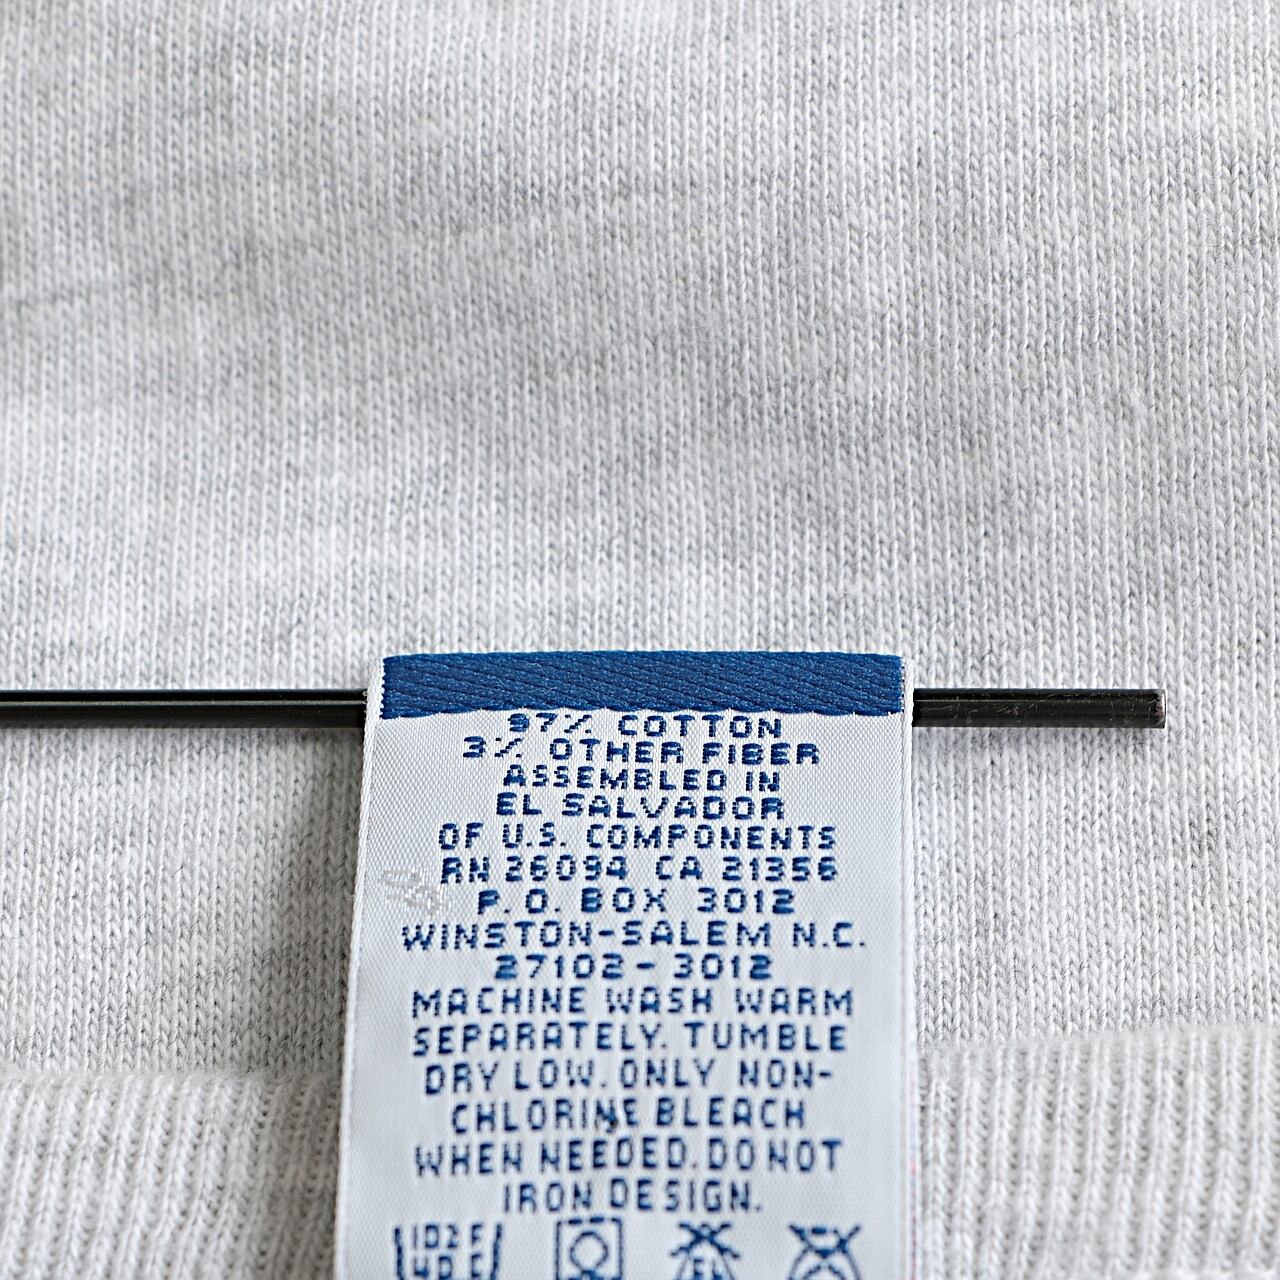 97% COTTON
3% OTHER FIBER
ASSEMBLED IN
EL SALVADOR
OF U.S. COMPONENTS
RN 26094 CA 21356
P.O. BOX 3012
WINSTON-SALEM N.C.
27102-3012
MACHINE WASH WARM
SEPARATELY. TUMBLE
DRY LOW. ONLY NON-
CHLORINE BLEACH
WHEN NEEDED. DO NOT
IRON DESIGN.
102F
40C